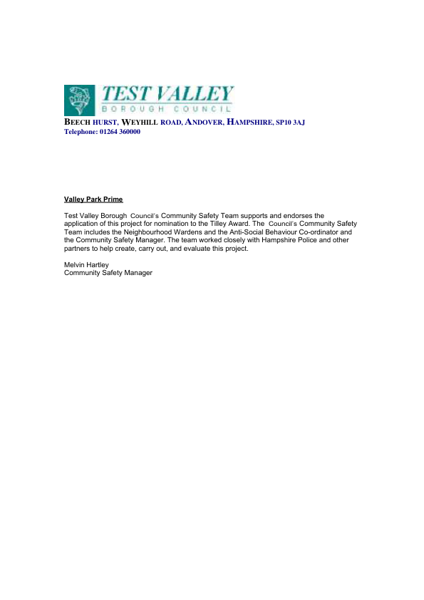 TEST VALLEY
BOROUGH COUNCIL
BEECH HURST, WEYHILL ROAD, ANDOVER, HAMPSHIRE, SP10 3AJ
Telephone: 01264 360000
Valley Park Prime
Test Valley Borough Council's Community Safety Team supports and endorses the
application of this project for nomination to the Tilley Award. The Council's Community Safety
Team includes the Neighbourhood Wardens and the Anti-Social Behaviour Co-ordinator and
the Community Safety Manager. The team worked closely with Hampshire Police and other
partners to help create, carry out, and evaluate this project.
Melvin Hartley
Community Safety Manager